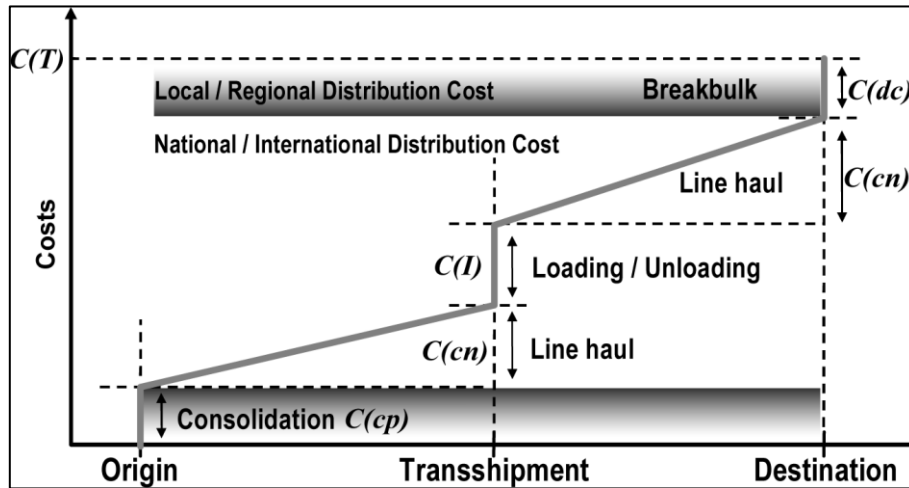 C(T)
Local / Regional Distribution Cost
Breakbulk
C(dc)
National / International Distribution Cost
Line haul
C(cn)
Costs
C(I)
Loading / Unloading
C(cn)
Line haul
Consolidation C(cp)
Origin
Transshipment
Destination